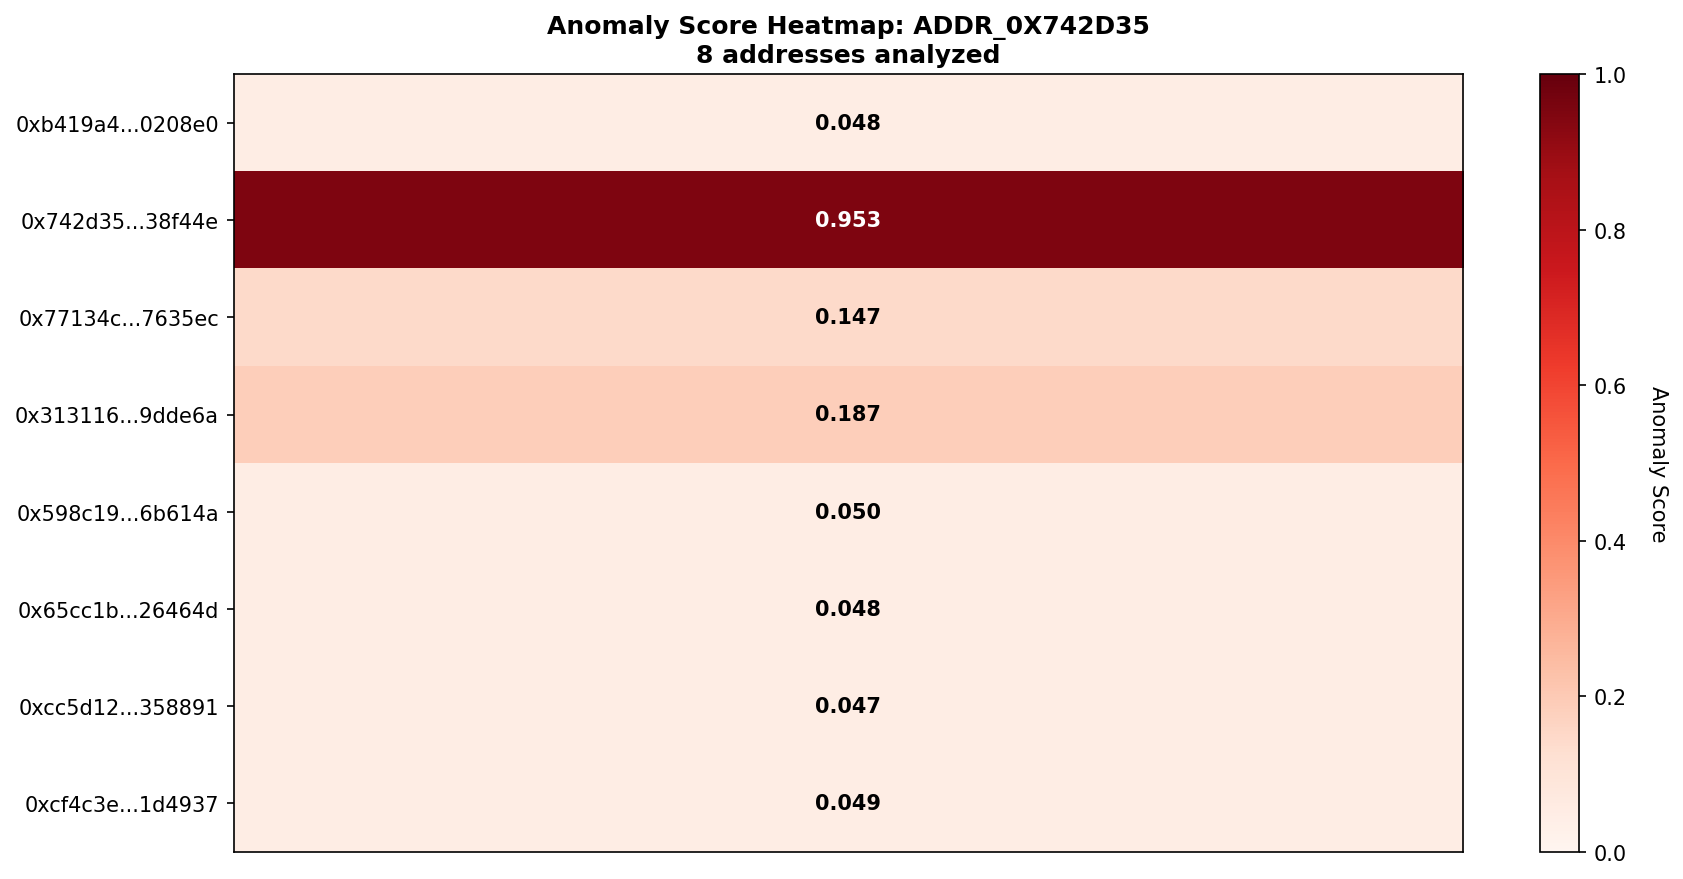 Anomaly Score Heatmap: ADDR_0X742D35
8 addresses analyzed
0xb419a4...0208e0
0.048
0x742d35...38f44e
0.953
0x77134c...7635ec
0.147
0x313116...9dde6a
0.187
0x598c19...6b614a
0.050
0x65cc1b...26464d
0.048
0xcc5d12...358891
0.047
0xcf4c3e...1d4937
0.049
1.0
0.8
0.6
0.4
0.2
0.0
Anomaly Score